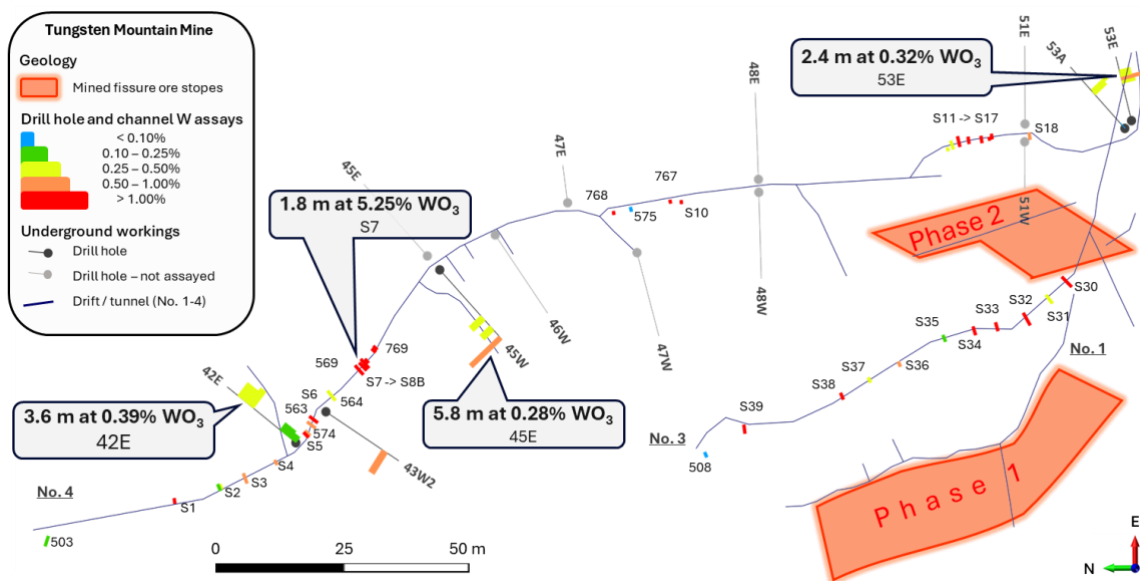 Tungsten Mountain Mine
Geology
Mined fissure ore stopes
Drill hole and channel W assays
< 0.10%
0.10 – 0.25%
0.25 – 0.50%
0.50 – 1.00%
> 1.00%
Underground workings
Drill hole
Drill hole – not assayed
Drift / tunnel (No. 1-4)
2.4 m at 0.32% WO₃
53E
1.8 m at 5.25% WO₃
S7
3.6 m at 0.39% WO₃
42E
5.8 m at 0.28% WO₃
45E
51E
53A
53E
48E
47E
45E
S11 -> S17
S18
767
768
575
S10
51W
Phase 2
48W
47W
46W
45W
769
569
S7 -> S8B
42E
S6
564
563
574
S5
S4
43W2
S3
S2
S1
No. 4
503
S30
S31
S32
S33
S34
S35
S36
S37
S38
S39
No. 1
No. 3
508
Phase 1
0
25
50 m
E
N